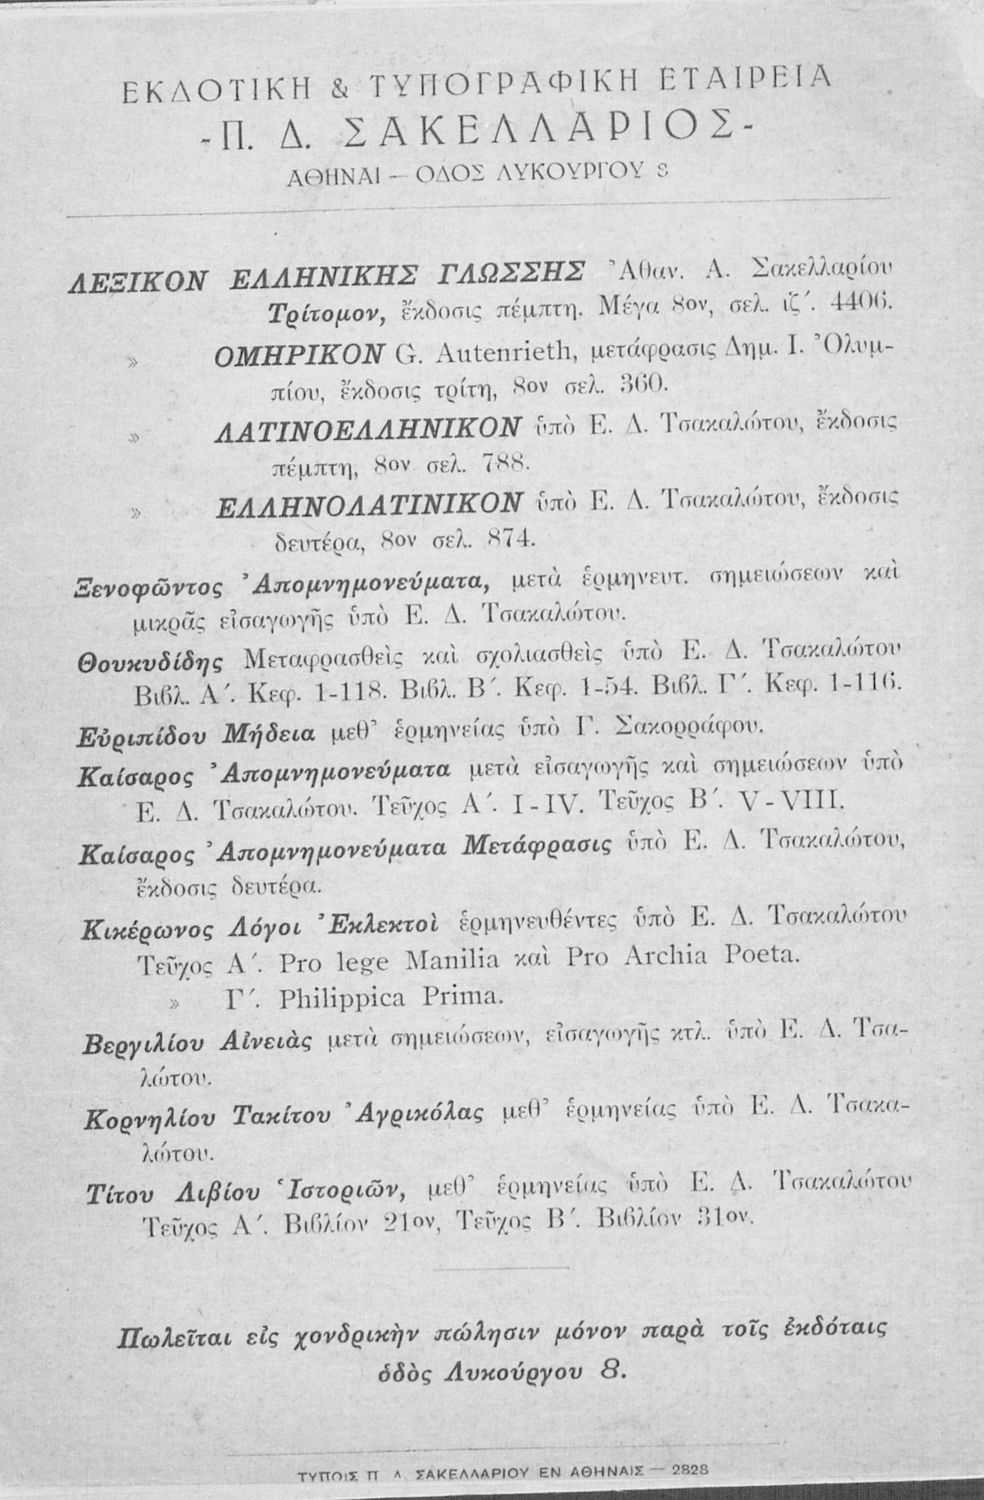 ΕΚΔΟΤΙΚΗ & ΤΥΠΟΓΡΑΦΙΚΗ ΕΤΑΙΡΕΙΑ
-Π. Δ. ΣΑΚΕΛΛΑΡΙΟΣ-
ΑΘΗΝΑΙ — ΟΔΟΣ ΛΥΚΟΥΡΓΟΥ 8
ΛΕΞΙΚΟΝ ΕΛΛΗΝΙΚΗΣ ΓΛΩΣΣΗΣ Ἀθαν. Α. Σακελλαρίου
Τρίτομον, ἔκδοσις πέμπτη. Μέγα 8ον, σελ. ιζ΄. 4406.
» ΟΜΗΡΙΚΟΝ G. Autenrieth, μετάφρασις Δημ. Ι. Ὀλυμ-
πίου, ἔκδοσις τρίτη, 8ον σελ. 360.
» ΛΑΤΙΝΟΕΛΛΗΝΙΚΟΝ ὑπὸ Ε. Δ. Τσακαλώτου, ἔκδοσις
πέμπτη, 8ον σελ. 788.
» ΕΛΛΗΝΟΛΑΤΙΝΙΚΟΝ ὑπὸ Ε. Δ. Τσακαλώτου, ἔκδοσις
δευτέρα, 8ον σελ. 874.
Ξενοφῶντος Ἀπομνημονεύματα, μετὰ ἑρμηνευτ. σημειώσεων καὶ
μικρᾶς εἰσαγωγῆς ὑπὸ Ε. Δ. Τσακαλώτου.
Θουκυδίδης Μεταφρασθεὶς καὶ σχολιασθεὶς ὑπὸ Ε. Δ. Τσακαλώτου
Βιβλ. Α΄. Κεφ. 1-118. Βιβλ. Β΄. Κεφ. 1-54. Βιβλ. Γ΄. Κεφ. 1-116.
Εὐριπίδου Μήδεια μεθ' ἑρμηνείας ὑπὸ Γ. Σακορράφου.
Καίσαρος Ἀπομνημονεύματα μετὰ εἰσαγωγῆς καὶ σημειώσεων ὑπὸ
Ε. Δ. Τσακαλώτου. Τεῦχος Α΄. I-IV. Τεῦχος Β΄. V-VIII.
Καίσαρος Ἀπομνημονεύματα Μετάφρασις ὑπὸ Ε. Δ. Τσακαλώτου,
ἔκδοσις δευτέρα.
Κικέρωνος Λόγοι Ἐκλεκτοὶ ἑρμηνευθέντες ὑπὸ Ε. Δ. Τσακαλώτου
Τεῦχος Α΄. Pro lege Manilia καὶ Pro Archia Poeta.
» Γ΄. Philippica Prima.
Βεργιλίου Αἰνειὰς μετὰ σημειώσεων, εἰσαγωγῆς κτλ. ὑπὸ Ε. Δ. Τσα-
λώτου.
Κορνηλίου Τακίτου Ἀγρικόλας μεθ' ἑρμηνείας ὑπὸ Ε. Δ. Τσακα-
λώτου.
Τίτου Λιβίου Ἱστοριῶν, μεθ' ἑρμηνείας ὑπὸ Ε. Δ. Τσακαλώτου
Τεῦχος Α΄. Βιβλίον 21ον, Τεῦχος Β΄. Βιβλίον 31ον.
Πωλεῖται εἰς χονδρικὴν πώλησιν μόνον παρὰ τοῖς ἐκδόταις
ὁδὸς Λυκούργου 8.
ΤΥΠΟΙΣ Π Δ. ΣΑΚΕΛΛΑΡΙΟΥ ΕΝ ΑΘΗΝΑΙΣ — 2828